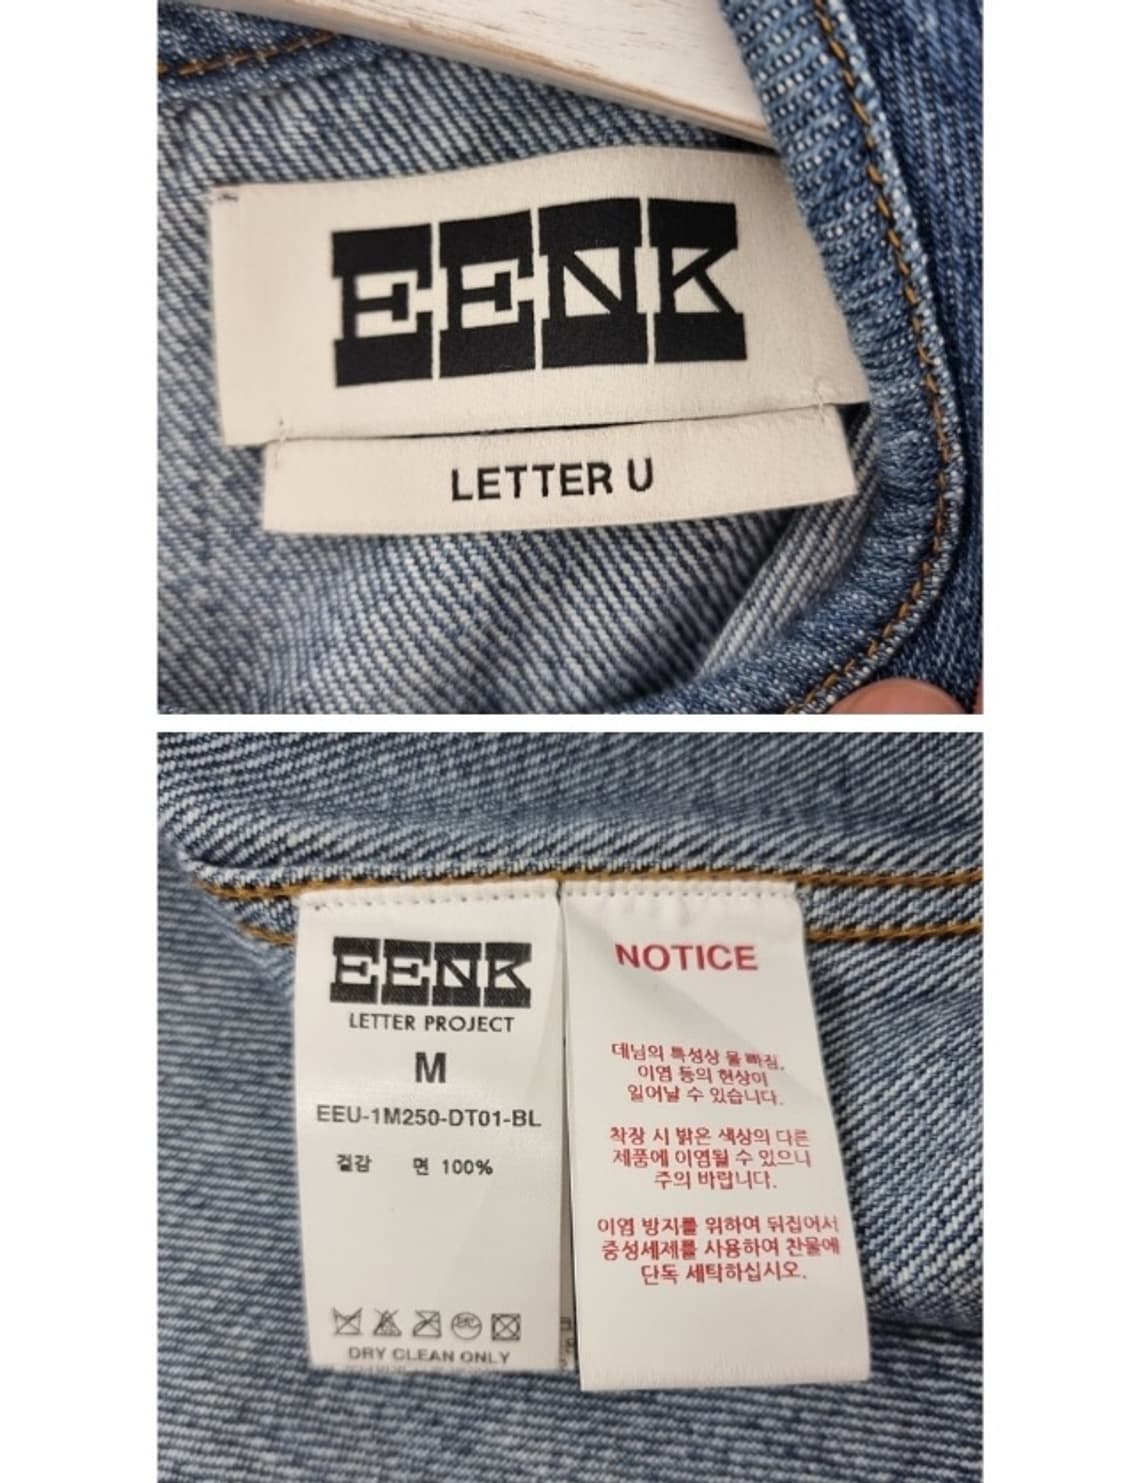 EENK
LETTER U
EENK
LETTER PROJECT
M
EEU-1M250-DT01-BL
겉감 면 100%
DRY CLEAN ONLY
NOTICE
데님의 특성상 물 빠짐,
이염 등의 현상이
일어날 수 있습니다.
착장 시 밝은 색상의 다른
제품에 이염될 수 있으니
주의 바랍니다.
이염 방지를 위하여 뒤집어서
중성세제를 사용하여 찬물에
단독 세탁하십시오.